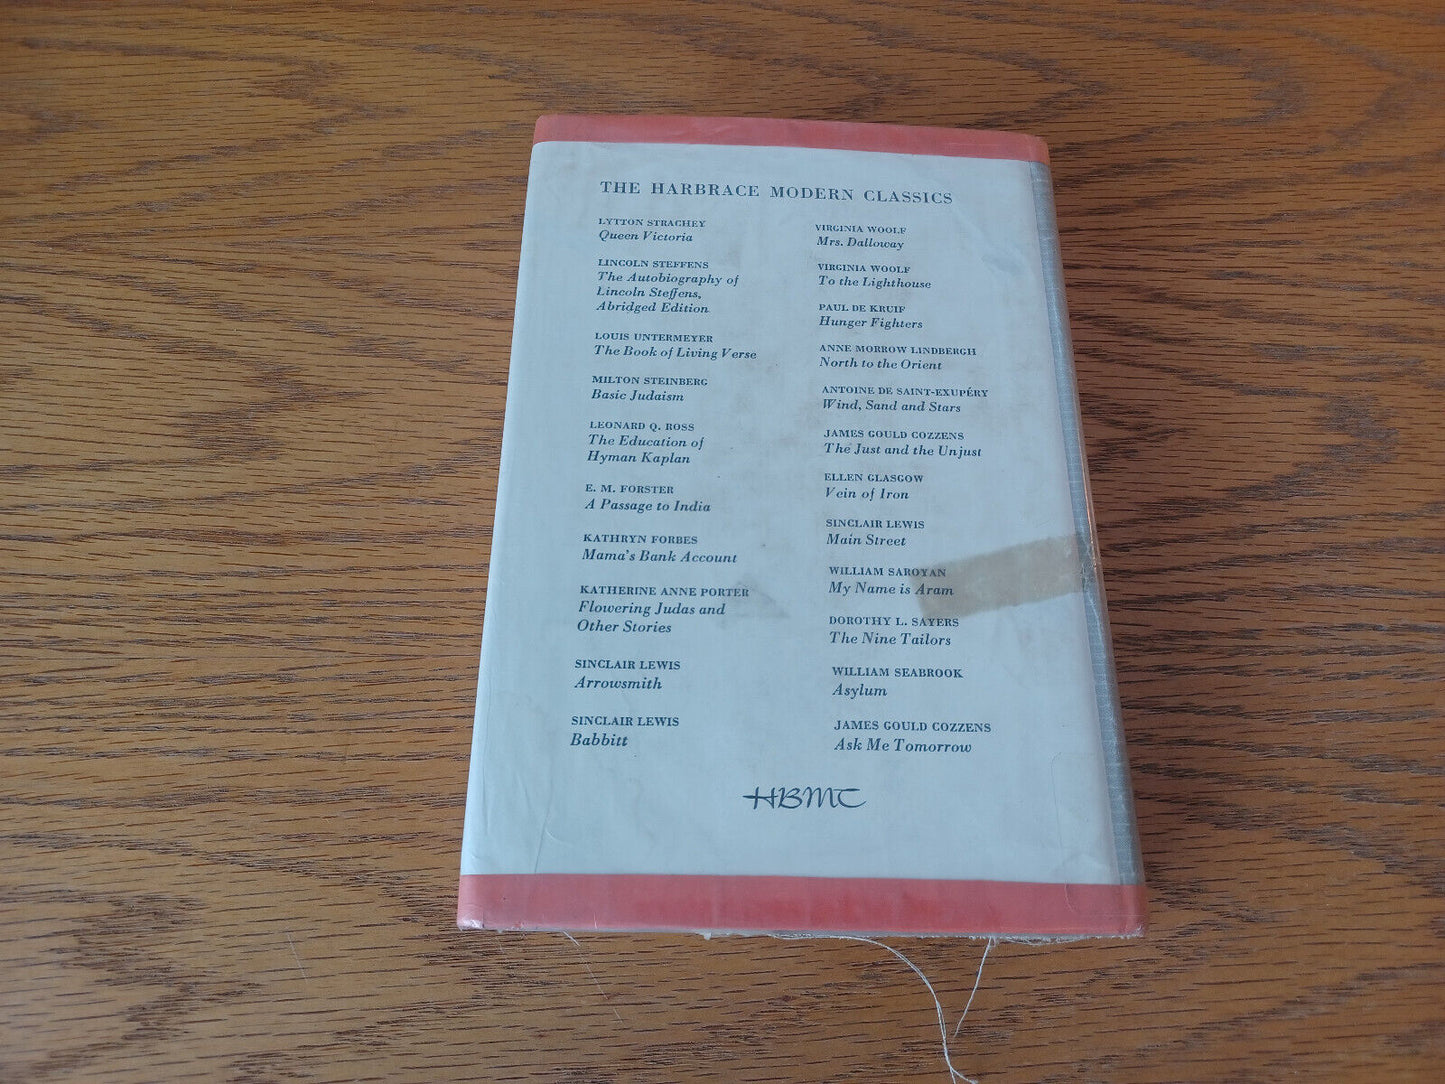 THE HARBRACE MODERN CLASSICS
LYTTON STRACHEY
Queen Victoria
LINCOLN STEFFENS
The Autobiography of
Lincoln Steffens,
Abridged Edition
LOUIS UNTERMEYER
The Book of Living Verse
MILTON STEINBERG
Basic Judaism
LEONARD Q. ROSS
The Education of
Hyman Kaplan
E. M. FORSTER
A Passage to India
KATHRYN FORBES
Mama's Bank Account
KATHERINE ANNE PORTER
Flowering Judas and
Other Stories
SINCLAIR LEWIS
Arrowsmith
SINCLAIR LEWIS
Babbitt
VIRGINIA WOOLF
Mrs. Dalloway
VIRGINIA WOOLF
To the Lighthouse
PAUL DE KRUIF
Hunger Fighters
ANNE MORROW LINDBERGH
North to the Orient
ANTOINE DE SAINT-EXUPÉRY
Wind, Sand and Stars
JAMES GOULD COZZENS
The Just and the Unjust
ELLEN GLASGOW
Vein of Iron
SINCLAIR LEWIS
Main Street
WILLIAM SAROYAN
My Name is Aram
DOROTHY L. SAYERS
The Nine Tailors
WILLIAM SEABROOK
Asylum
JAMES GOULD COZZENS
Ask Me Tomorrow
HBMC